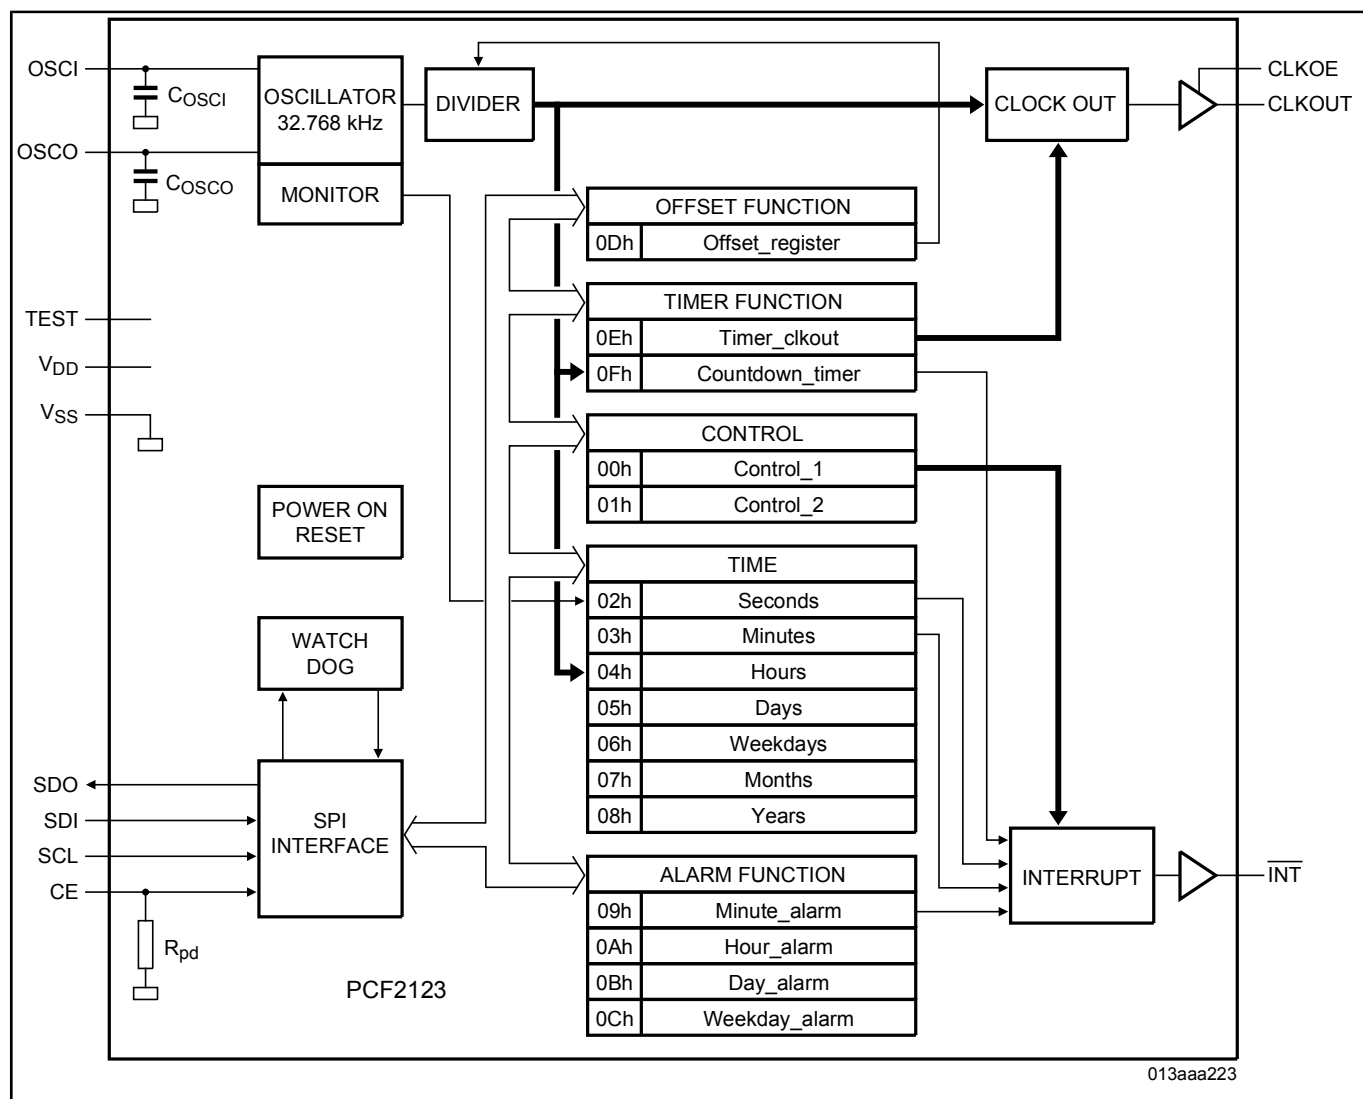 OSCI
COSCI
OSCO
COSCO
OSCILLATOR
32.768 kHz
MONITOR
DIVIDER
CLOCK OUT
CLKOE
CLKOUT
OFFSET FUNCTION
0Dh Offset_register
TEST
VDD
VSS
TIMER FUNCTION
0Eh Timer_clkout
0Fh Countdown_timer
CONTROL
00h Control_1
01h Control_2
POWER ON
RESET
TIME
02h Seconds
03h Minutes
04h Hours
05h Days
06h Weekdays
07h Months
08h Years
WATCH
DOG
SDO
SDI
SCL
CE
SPI
INTERFACE
Rpd
PCF2123
ALARM FUNCTION
09h Minute_alarm
0Ah Hour_alarm
0Bh Day_alarm
0Ch Weekday_alarm
INTERRUPT
INT
013aaa223